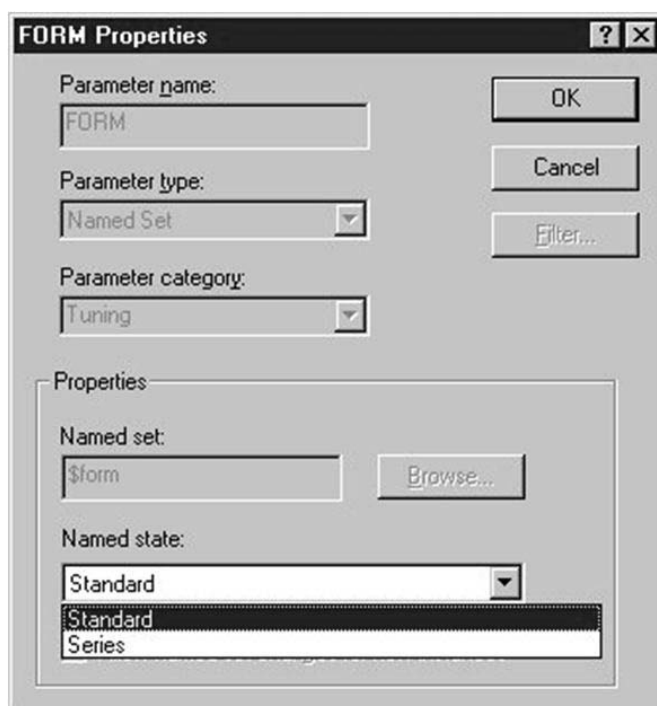 FORM Properties
? X
Parameter name:
FORM
OK
Parameter type:
Cancel
Named Set
Filter...
Parameter category:
Tuning
Properties
Named set:
$form
Browse...
Named state:
Standard
Standard
Series